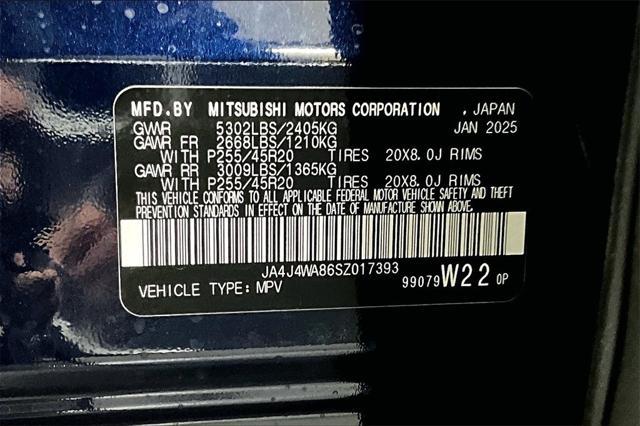 MFD.BY MITSUBISHI MOTORS CORPORATION , JAPAN
GVWR 5302LBS/2405KG JAN 2025
GAWR FR 2668LBS/1210KG
WITH P255/45R20 TIRES 20X8.0J RIMS
GAWR RR 3009LBS/1365KG
WITH P255/45R20 TIRES 20X8.0J RIMS
THIS VEHICLE CONFORMS TO ALL APPLICABLE FEDERAL MOTOR VEHICLE SAFETY AND THEFT
PREVENTION STANDARDS IN EFFECT ON THE DATE OF MANUFACTURE SHOWN ABOVE.
JA4J4WA86SZ017393
VEHICLE TYPE: MPV 99079 W22 0P